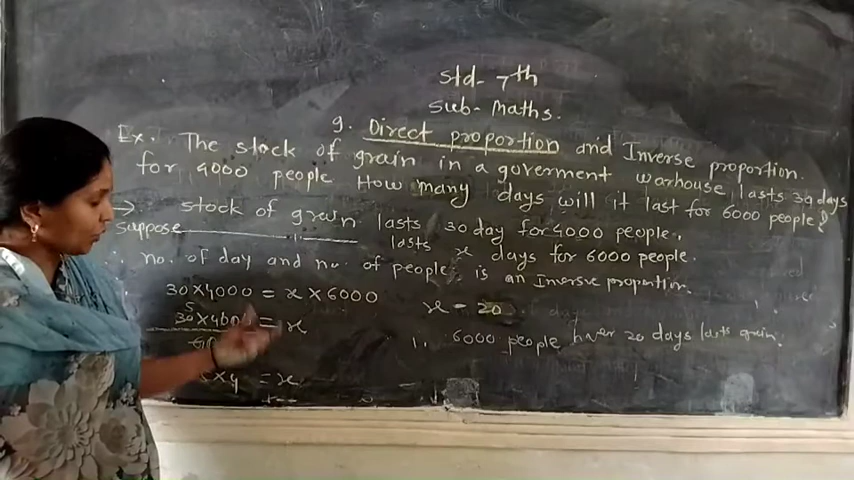 Std- 7th
Sub- Maths.
9. Direct proportion and Inverse proportion.
Ex. The stock of grain in a goverment warhouse lasts 30 days
for 4000 people How many days will it last for 6000 people?
→ stock of grain lasts 30 day for 4000 people,
suppose lasts x days for 6000 people.
∴ no. of day and no. of people is an Inverse proportion.
30 x 4000 = x x 6000
x = 20
5
30 x 4000 = x
∴ 6000 people have 20 days lasts grain.
x 4 = x